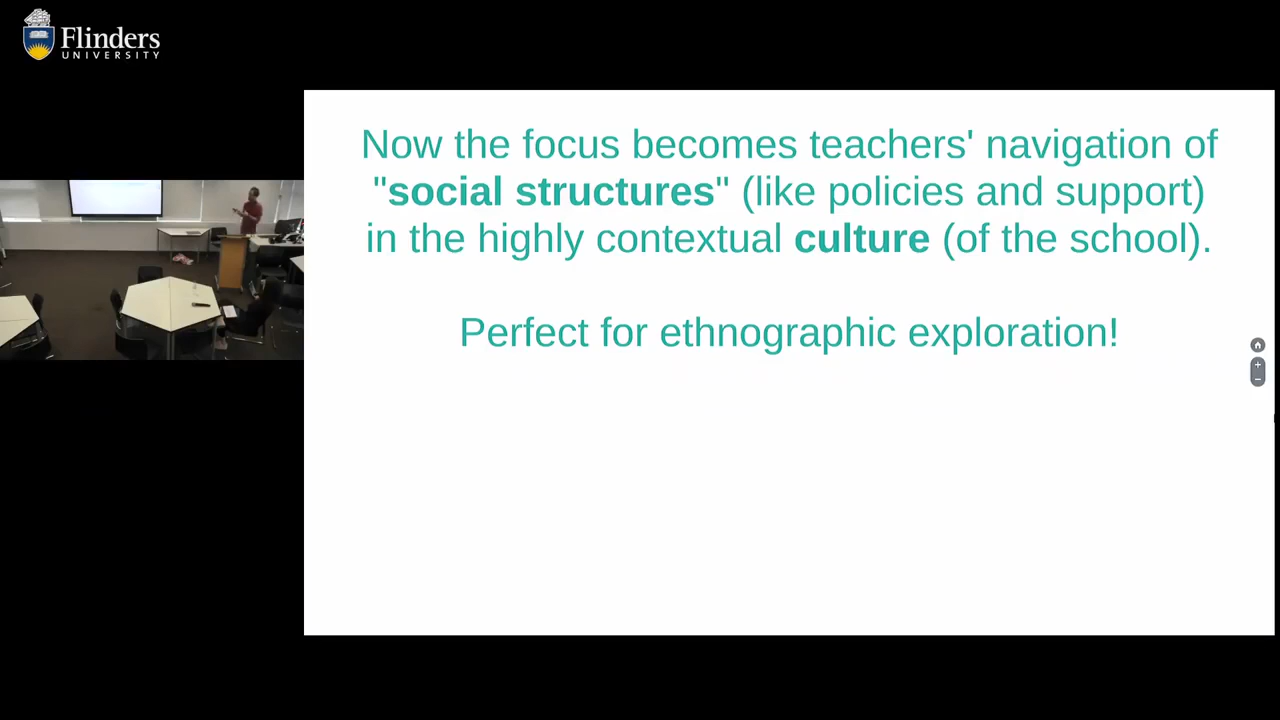 Flinders
UNIVERSITY
Now the focus becomes teachers' navigation of
"social structures" (like policies and support)
in the highly contextual culture (of the school).
Perfect for ethnographic exploration!